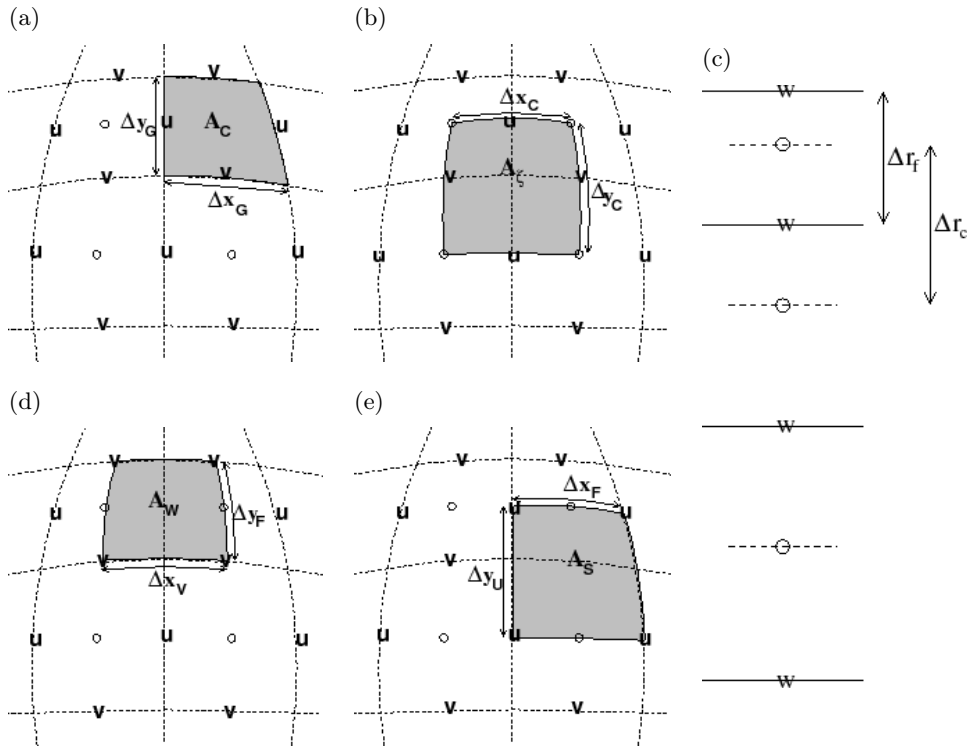 (a)
v v
Δy_G u A_C u
u
v v
Δx_G
u u u
v v
(b)
v v
Δx_C
u u u
v A_ζ v Δy_C
u u u
v v
(c)
w
Δr_f
w
Δr_c
w
w
(d)
v v
u A_W Δy_F u
v v
Δx_V
u u u
v v
(e)
v v
Δx_F
u u u
v A_S
Δy_U
u u u
v v